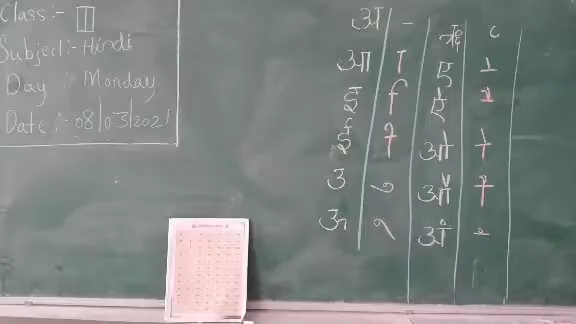 Class:- III
Subject:- Hindi
Day : Monday
Date:- 08/03/2021
अ - ऋ ृ
आ ा ए े
इ ि ऐ ै
ई ी ओ ो
उ ु औ ौ
ऊ ू अं ं